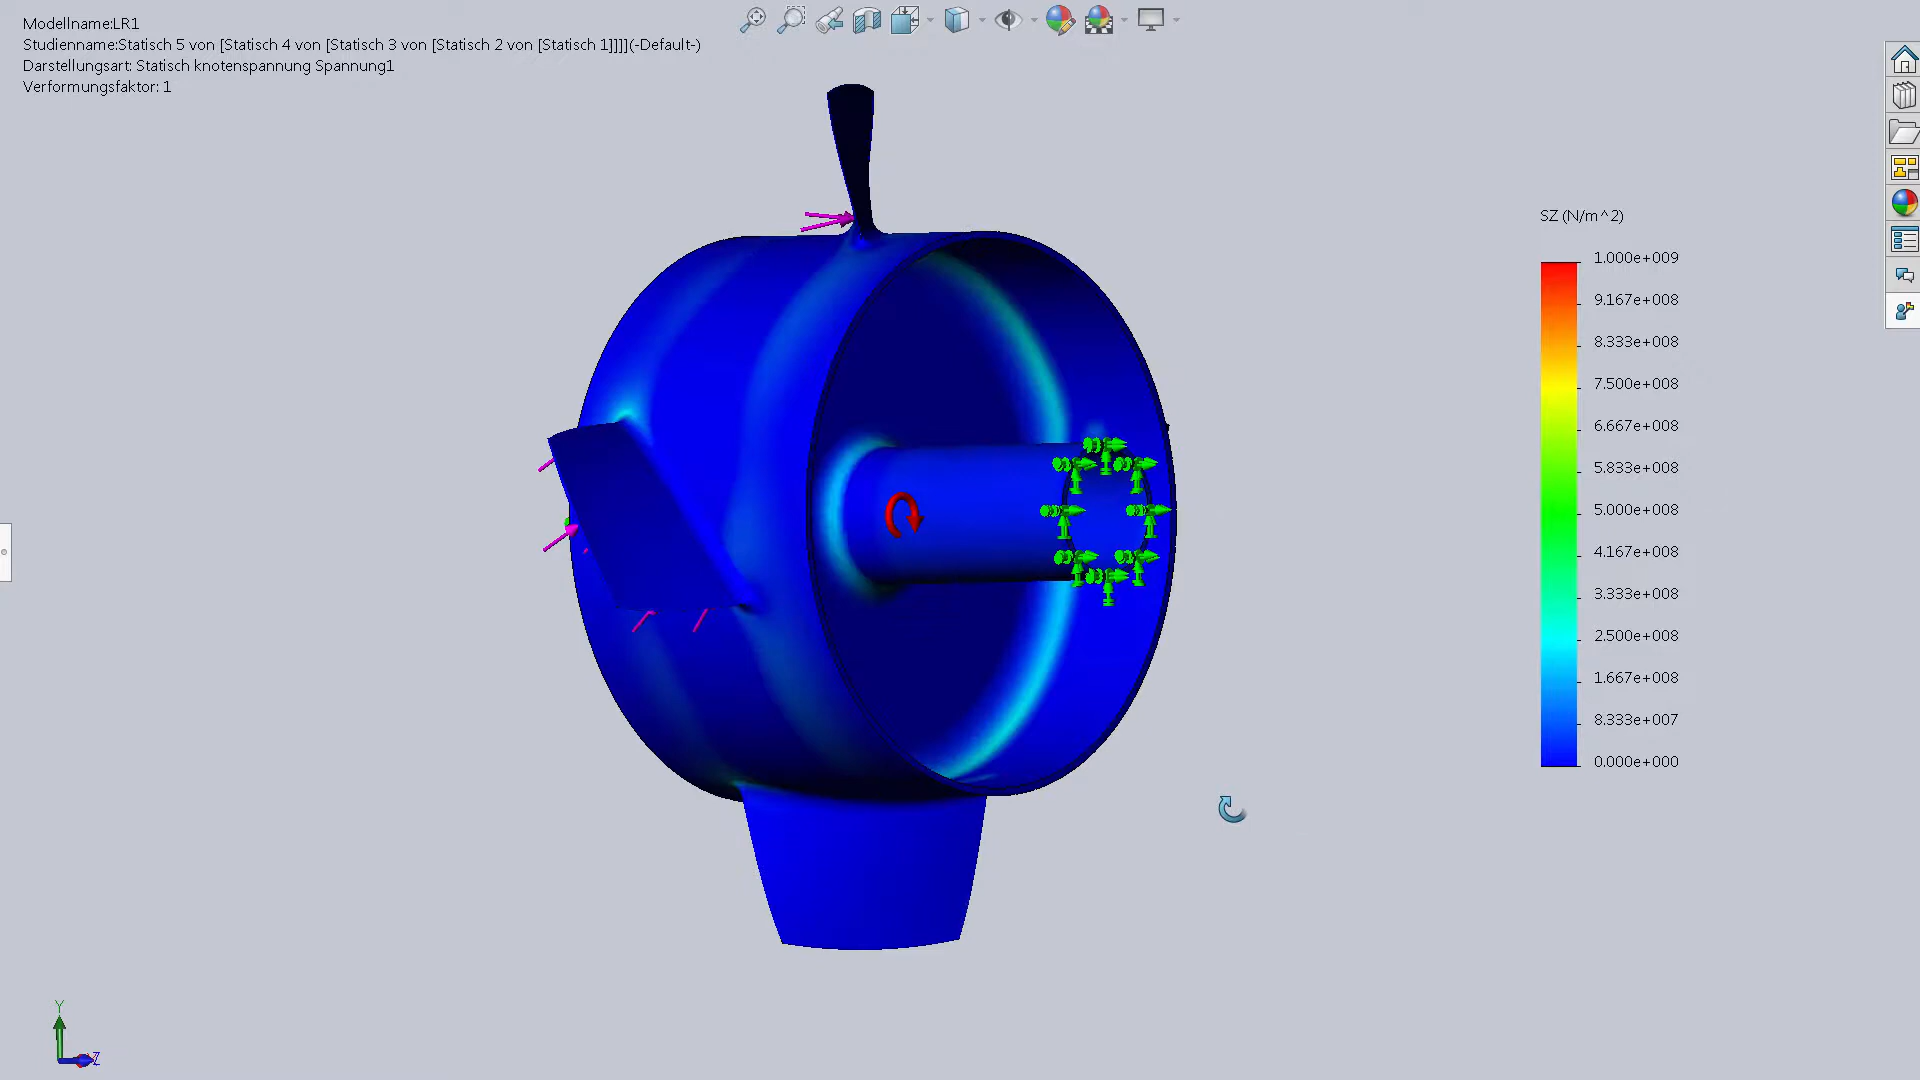 Modellname:LR1
Studienname:Statisch 5 von [Statisch 4 von [Statisch 3 von [Statisch 2 von [Statisch 1]]]](-Default-)
Darstellungsart: Statisch knotenspannung Spannung1
Verformungsfaktor: 1
SZ (N/m^2)
1.000e+009
9.167e+008
8.333e+008
7.500e+008
6.667e+008
5.833e+008
5.000e+008
4.167e+008
3.333e+008
2.500e+008
1.667e+008
8.333e+007
0.000e+000
Y
Z